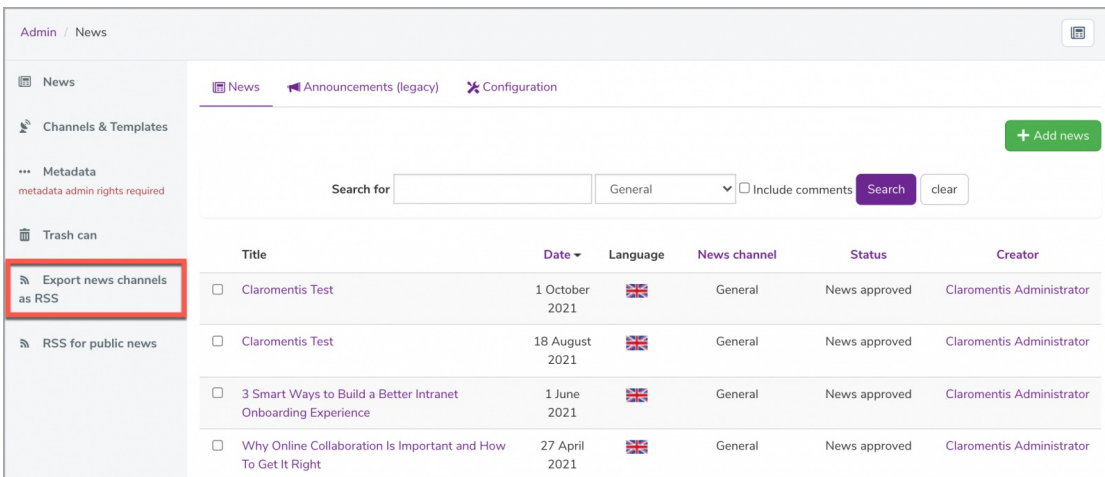 Admin / News
News
Channels & Templates
Metadata
metadata admin rights required
Trash can
Export news channels
as RSS
RSS for public news
News Announcements (legacy) Configuration
+ Add news
Search for General Include comments Search clear
Title Date Language News channel Status Creator
Claromentis Test 1 October General News approved Claromentis Administrator
2021
Claromentis Test 18 August General News approved Claromentis Administrator
2021
3 Smart Ways to Build a Better Intranet 1 June General News approved Claromentis Administrator
Onboarding Experience 2021
Why Online Collaboration Is Important and How 27 April General News approved Claromentis Administrator
To Get It Right 2021